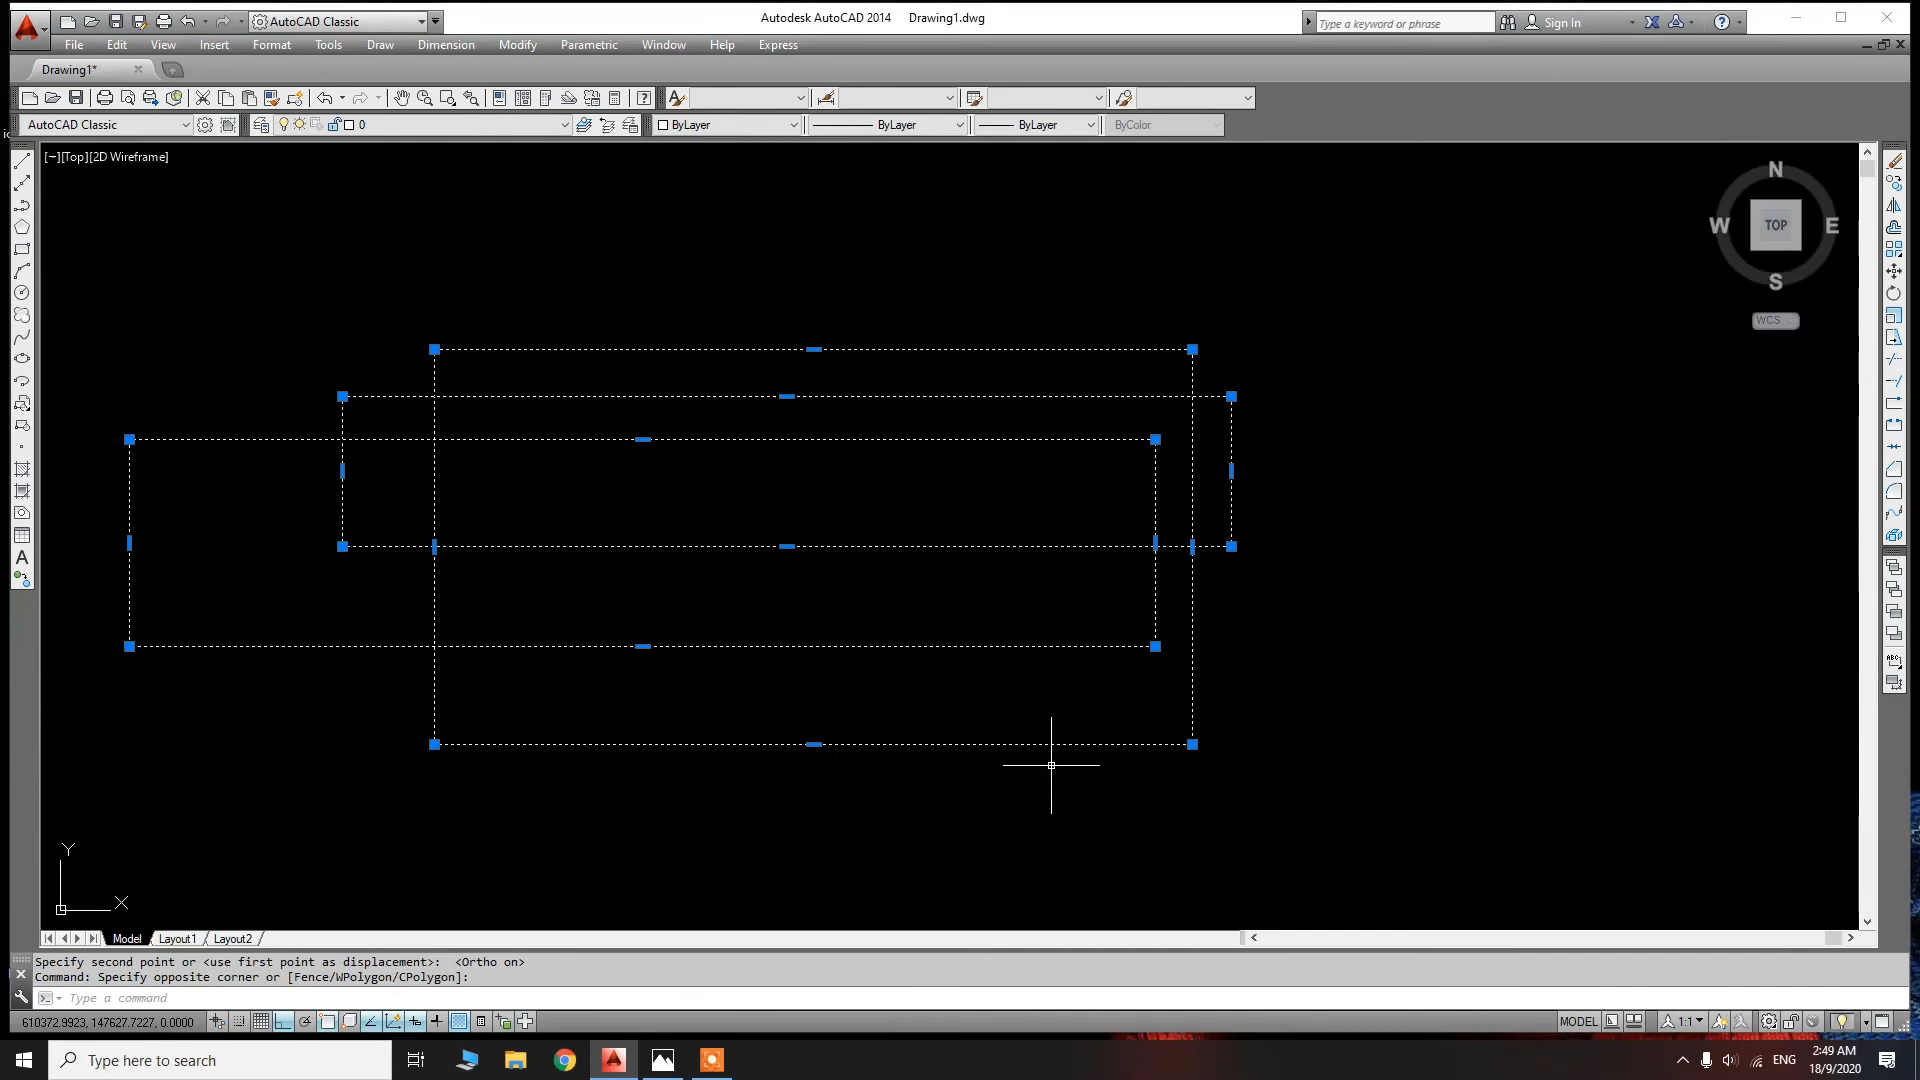 AutoCAD Classic
Autodesk AutoCAD 2014 Drawing1.dwg
Type a keyword or phrase
Sign In
File Edit View Insert Format Tools Draw Dimension Modify Parametric Window Help Express
Drawing1*
AutoCAD Classic
0
ByLayer
ByLayer
ByLayer
ByColor
[−][Top][2D Wireframe]
N
W TOP E
S
WCS
A
ABC
Y
X
Model Layout1 Layout2
Specify second point or <use first point as displacement>: <Ortho on>
Command: Specify opposite corner or [Fence/WPolygon/CPolygon]:
Type a command
610372.9923, 147627.7227, 0.0000
MODEL
1:1
Type here to search
ENG
2:49 AM
18/9/2020